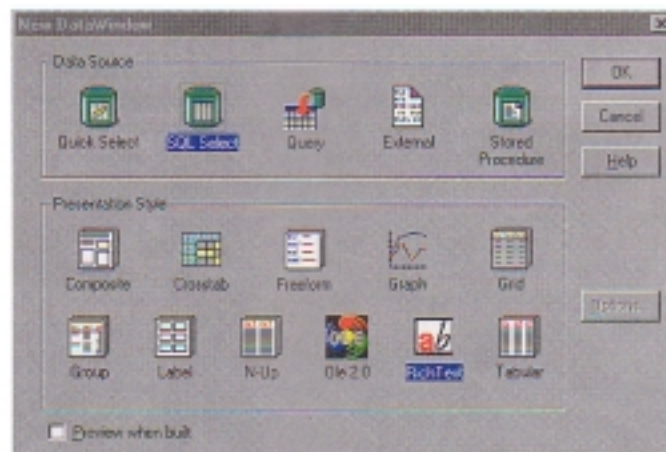 New DataWindow
Data Source
OK
Quick Select
SQL Select
Query
External
Stored Procedure
Cancel
Help
Presentation Style
Composite
Crosstab
Freeform
Graph
Grid
Options...
Group
Label
N-Up
Ole 2.0
RichText
Tabular
Preview when built